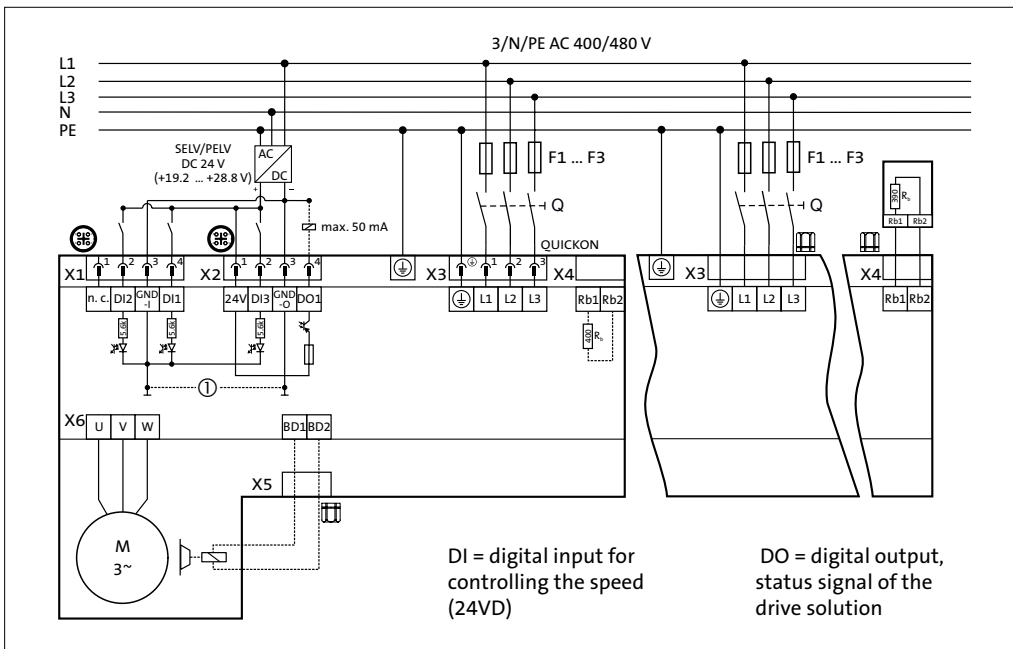 3/N/PE AC 400/480 V
L1
L2
L3
N
PE
SELV/PELV
DC 24 V
(+19.2 ... +28.8 V)
AC
DC
+ −
max. 50 mA
F1 ... F3
Q
QUICKON
F1 ... F3
Q
390 Rb
Rb1 Rb2
X1 1 2 3 4
X2 1 2 3 4
X3 1 2 3
X4
X3
X4
n. c. DI2 GND-I DI1
24V DI3 GND-O DO1
L1 L2 L3
Rb1 Rb2
L1 L2 L3
Rb1 Rb2
5.6k 5.6k 5.6k
400 Rb
①
X6 U V W
BD1 BD2
X5
M
3~
DI = digital input for
controlling the speed
(24VD)
DO = digital output,
status signal of the
drive solution